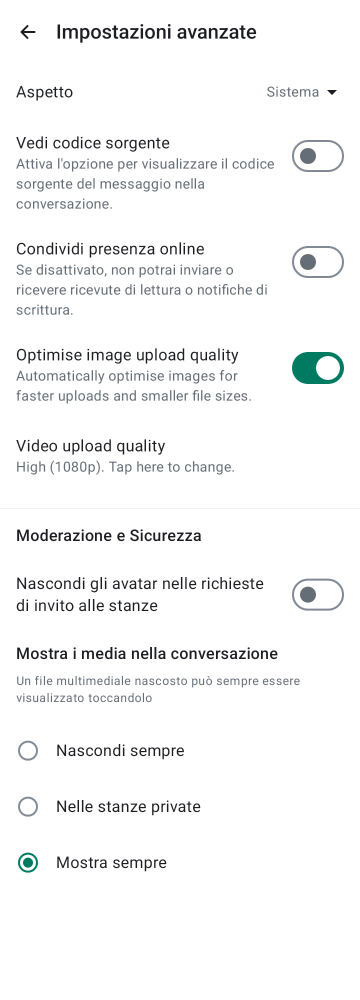 Impostazioni avanzate
Aspetto
Sistema
Vedi codice sorgente
Attiva l'opzione per visualizzare il codice
sorgente del messaggio nella
conversazione.
Condividi presenza online
Se disattivato, non potrai inviare o
ricevere ricevute di lettura o notifiche di
scrittura.
Optimise image upload quality
Automatically optimise images for
faster uploads and smaller file sizes.
Video upload quality
High (1080p). Tap here to change.
Moderazione e Sicurezza
Nascondi gli avatar nelle richieste
di invito alle stanze
Mostra i media nella conversazione
Un file multimediale nascosto può sempre essere
visualizzato toccandolo
Nascondi sempre
Nelle stanze private
Mostra sempre